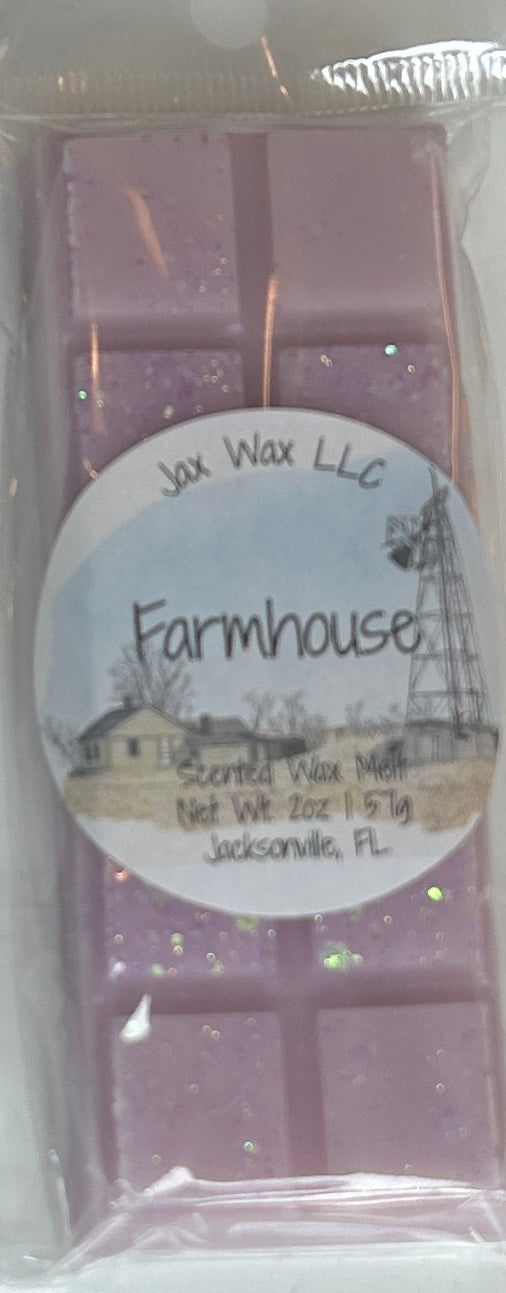 Jax Wax LLC
Farmhouse
Scented Wax Melt
Net Wt 2oz | 57g
Jacksonville, FL